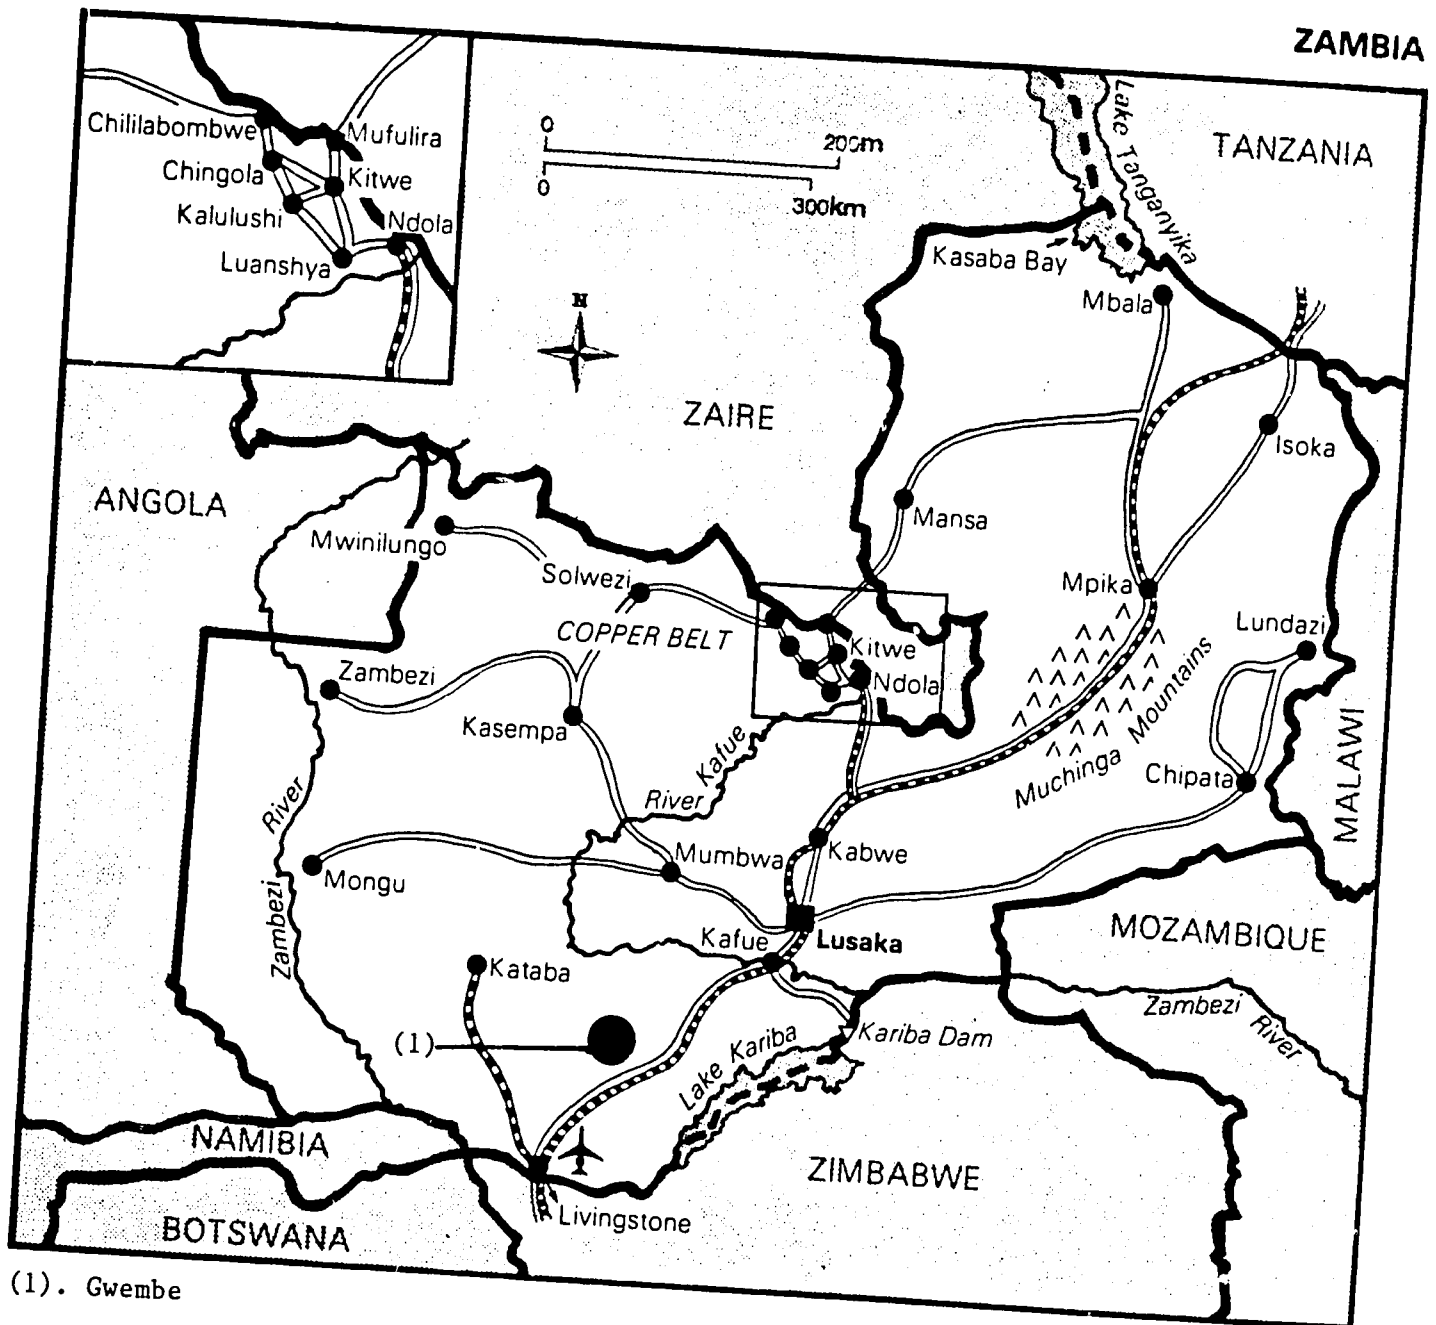 ZAMBIA
Chililabombwe
Mufulira
Chingola
Kitwe
Kalulushi
Ndola
Luanshya
0
200m
0
300km
Lake Tanganyika
TANZANIA
Kasaba Bay
Mbala
N
ZAIRE
Isoka
ANGOLA
Mansa
Mwinilungo
Solwezi
Mpika
COPPER BELT
Kitwe
Lundazi
Zambezi
Ndola
Kasempa
Muchinga Mountains
River Kafue
Chipata
MALAWI
Zambezi River
Mumbwa
Kabwe
Mongu
Kafue
Lusaka
MOZAMBIQUE
Kataba
Zambezi River
(1)
Lake Kariba
Kariba Dam
NAMIBIA
ZIMBABWE
Livingstone
BOTSWANA
(1). Gwembe